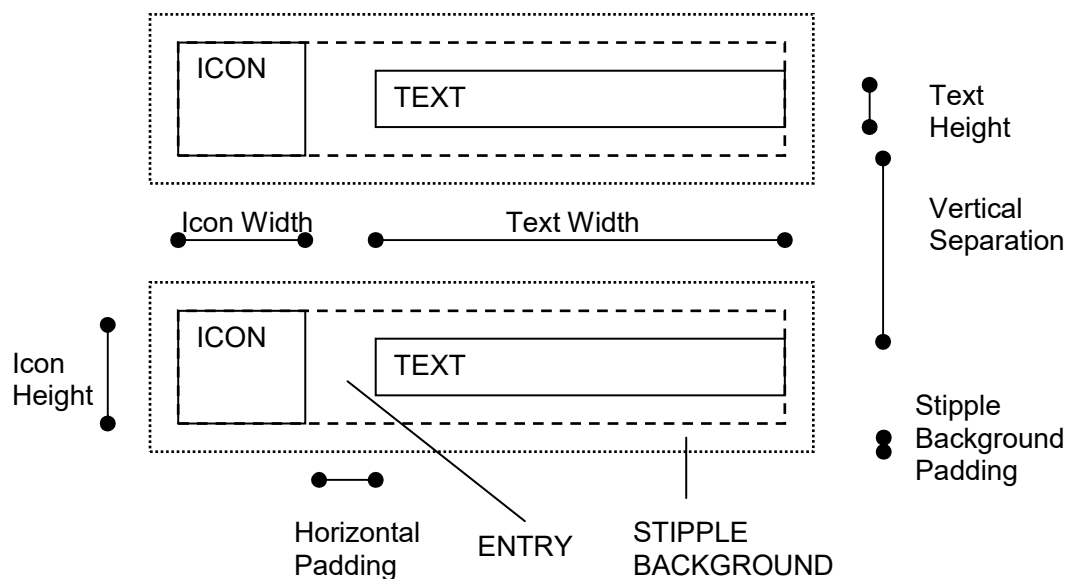 ICON
TEXT
Text
Height
Icon Width
Text Width
Vertical
Separation
ICON
TEXT
Icon
Height
Stipple
Background
Padding
Horizontal
Padding
ENTRY
STIPPLE
BACKGROUND